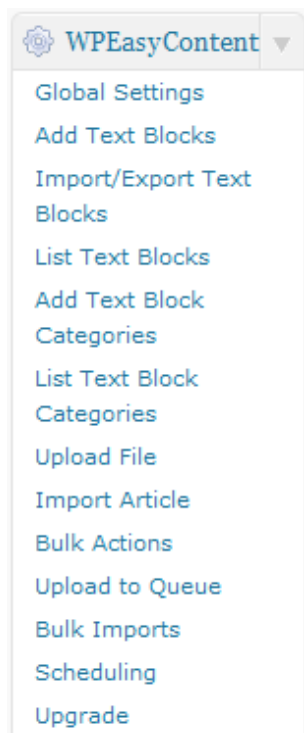 WPEasyContent
Global Settings
Add Text Blocks
Import/Export Text
Blocks
List Text Blocks
Add Text Block
Categories
List Text Block
Categories
Upload File
Import Article
Bulk Actions
Upload to Queue
Bulk Imports
Scheduling
Upgrade